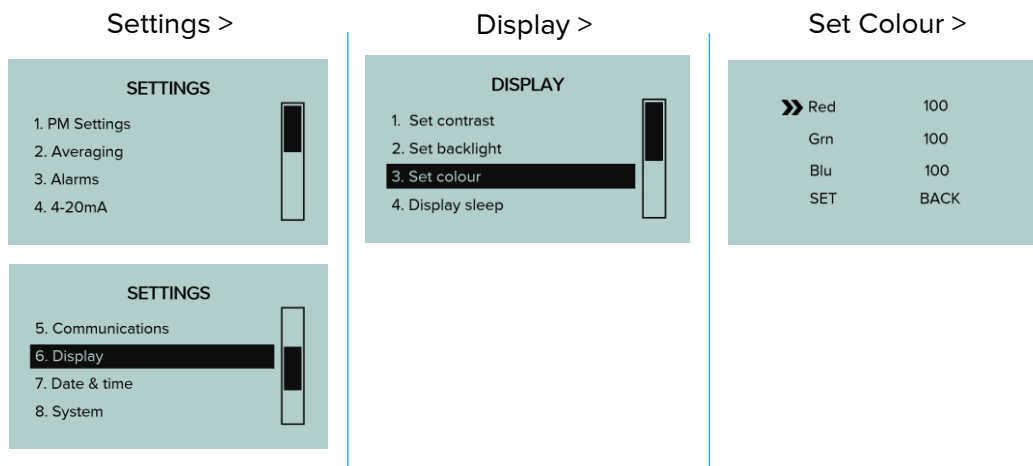 Settings >
SETTINGS
1. PM Settings
2. Averaging
3. Alarms
4. 4-20mA
SETTINGS
5. Communications
6. Display
7. Date & time
8. System
Display >
DISPLAY
1. Set contrast
2. Set backlight
3. Set colour
4. Display sleep
Set Colour >
Red 100
Grn 100
Blu 100
SET BACK